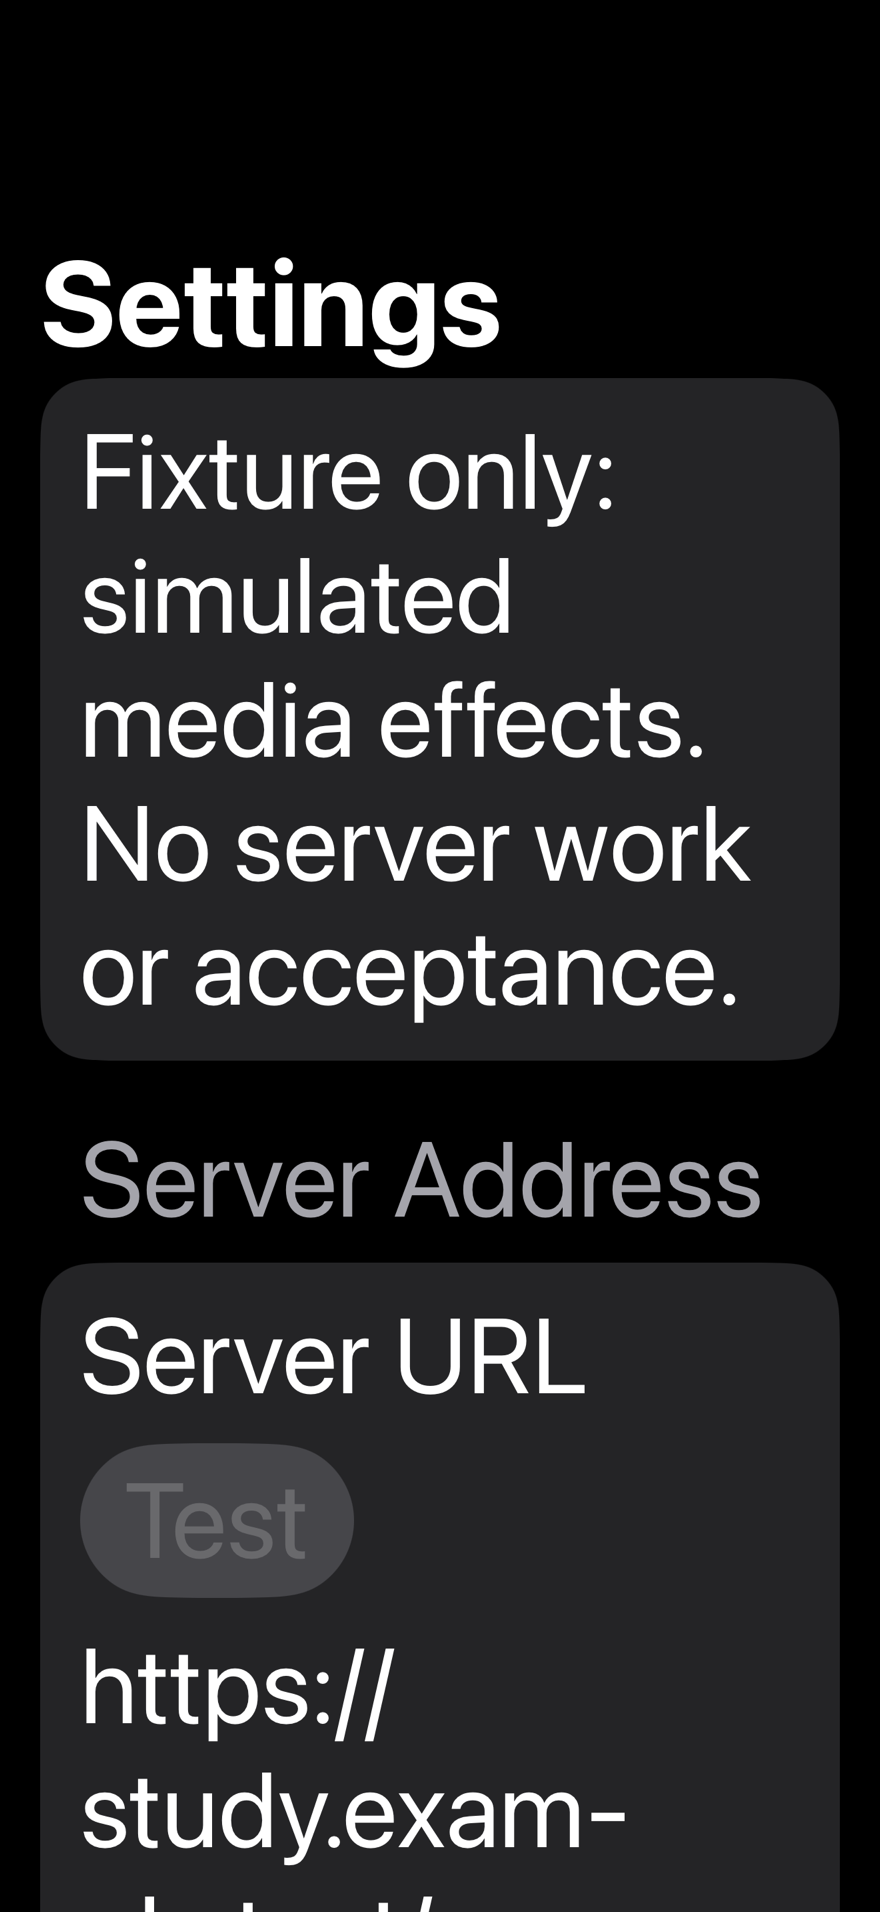 Settings
Fixture only:
simulated
media effects.
No server work
or acceptance.
Server Address
Server URL
Test
https://
study.exam-